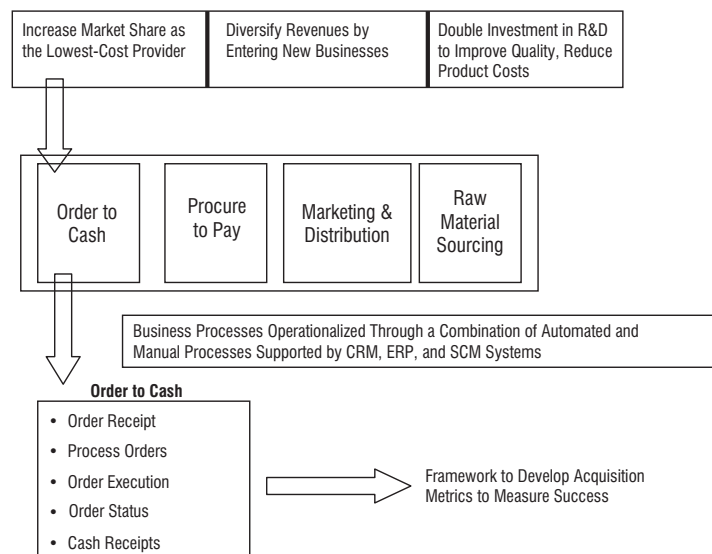 Increase Market Share as
the Lowest-Cost Provider
Diversify Revenues by
Entering New Businesses
Double Investment in R&D
to Improve Quality, Reduce
Product Costs
Order to
Cash
Procure
to Pay
Marketing &
Distribution
Raw
Material
Sourcing
Business Processes Operationalized Through a Combination of Automated and
Manual Processes Supported by CRM, ERP, and SCM Systems
Order to Cash
• Order Receipt
• Process Orders
• Order Execution
• Order Status
• Cash Receipts
Framework to Develop Acquisition
Metrics to Measure Success